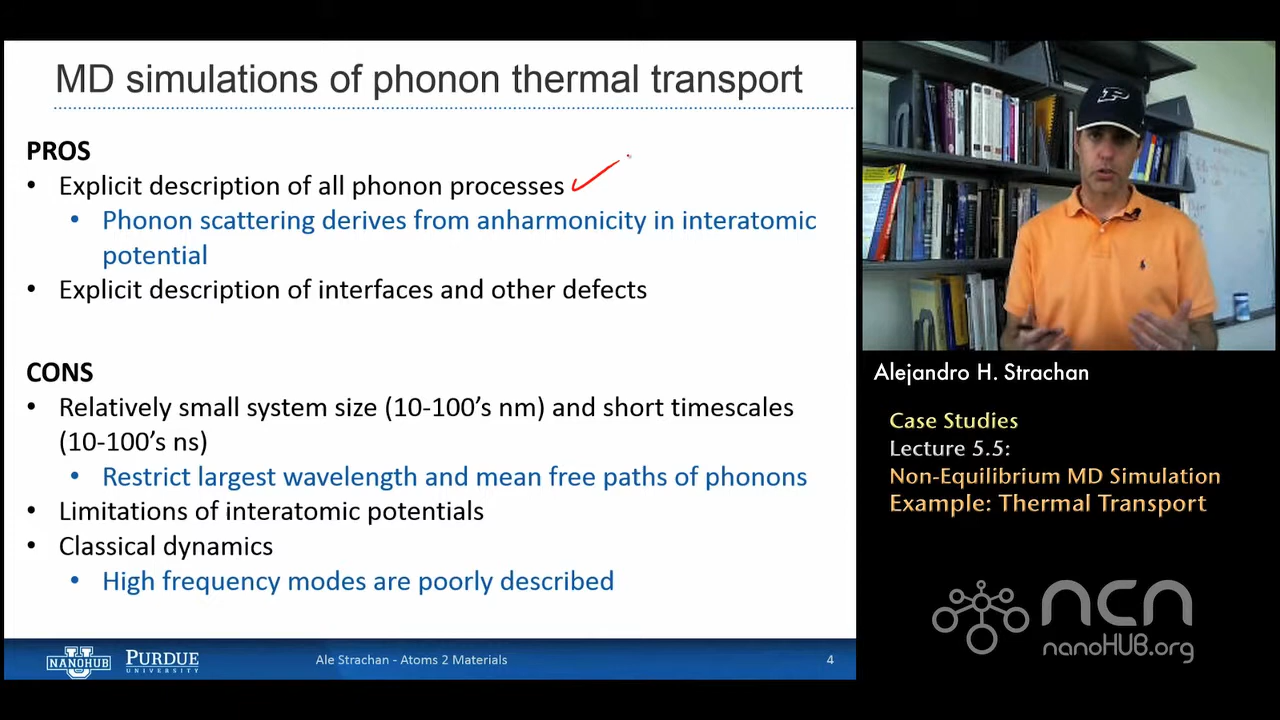 MD simulations of phonon thermal transport
PROS
• Explicit description of all phonon processes
• Phonon scattering derives from anharmonicity in interatomic
potential
• Explicit description of interfaces and other defects
CONS
• Relatively small system size (10-100’s nm) and short timescales
(10-100’s ns)
• Restrict largest wavelength and mean free paths of phonons
• Limitations of interatomic potentials
• Classical dynamics
• High frequency modes are poorly described
NANOHUB
U
PURDUE
UNIVERSITY
Ale Strachan - Atoms 2 Materials
4
P
Alejandro H. Strachan
Case Studies
Lecture 5.5:
Non-Equilibrium MD Simulation
Example: Thermal Transport
ncn
nanoHUB.org